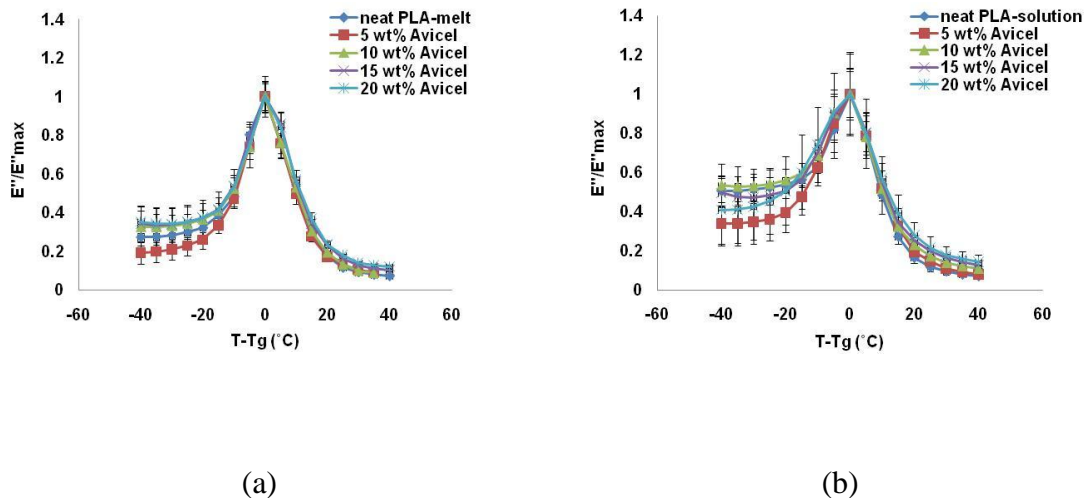 1.4
1.2
1
0.8
0.6
0.4
0.2
0
-60 -40 -20 0 20 40 60
E"/E"max
T-Tg (˚C)
neat PLA-melt
5 wt% Avicel
10 wt% Avicel
15 wt% Avicel
20 wt% Avicel
(a)
1.4
1.2
1
0.8
0.6
0.4
0.2
0
-60 -40 -20 0 20 40 60
E"/E"max
T-Tg (˚C)
neat PLA-solution
5 wt% Avicel
10 wt% Avicel
15 wt% Avicel
20 wt% Avicel
(b)